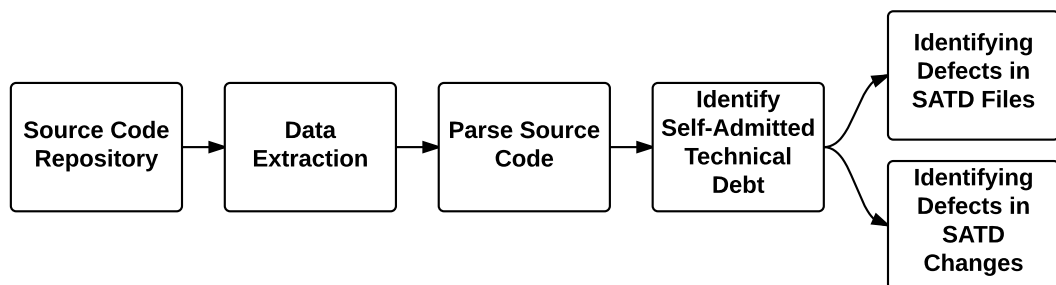 Source Code
Repository
Data
Extraction
Parse Source
Code
Identify
Self-Admitted
Technical
Debt
Identifying
Defects in
SATD Files
Identifying
Defects in
SATD
Changes